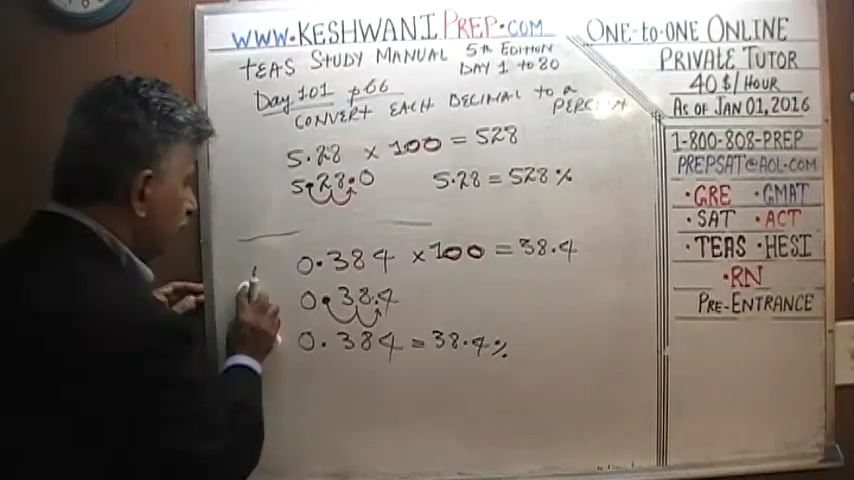 WWW.KESHWANIPREP.COM
TEAS STUDY MANUAL 5TH EDITION
DAY 1 to 80
Day 101 p66
CONVERT EACH DECIMAL to a
PERCENT
5.28 x 100 = 528
5.28.0
5.28 = 528%
0.384 x 100 = 38.4
0.38.4
0.384 = 38.4%
ONE-to-ONE ONLINE
PRIVATE TUTOR
40 $/HOUR
AS OF JAN 01, 2016
1-800-808-PREP
PREPSAT@AOL.COM
•GRE •GMAT
•SAT •ACT
•TEAS •HESI
•RN
PRE-ENTRANCE